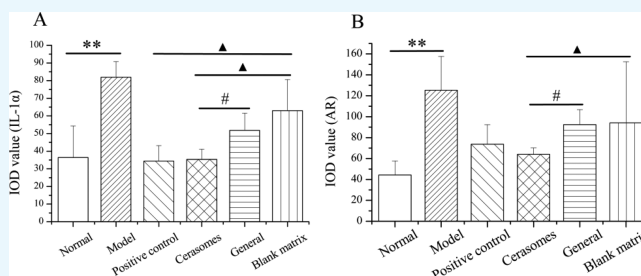 A
IOD value (IL-1α)
100
90
80
70
60
50
40
30
20
10
0
**
▲
▲
#
Normal
Model
Positive control
Cerasomes
General
Blank matrix
B
IOD value (AR)
160
140
120
100
80
60
40
20
0
**
▲
#
Normal
Model
Positive control
Cerasomes
General
Blank matrix